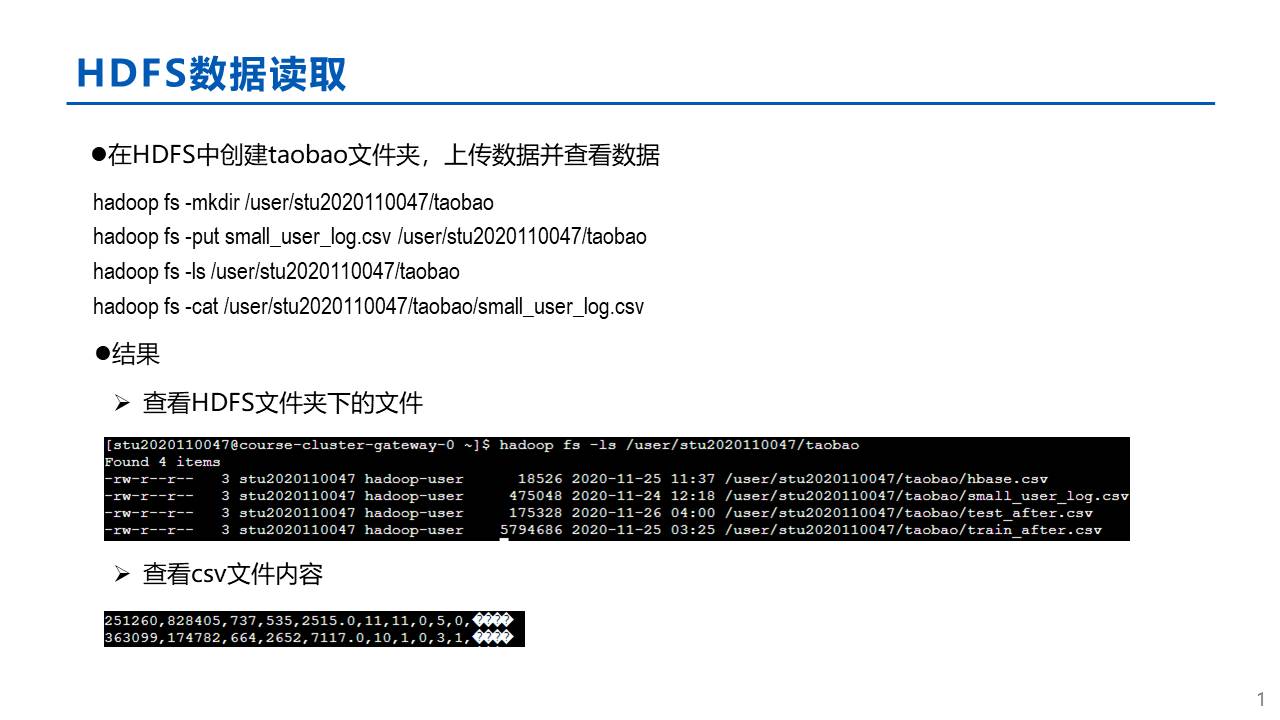 HDFS数据读取
●在HDFS中创建taobao文件夹，上传数据并查看数据
hadoop fs -mkdir /user/stu2020110047/taobao
hadoop fs -put small_user_log.csv /user/stu2020110047/taobao
hadoop fs -ls /user/stu2020110047/taobao
hadoop fs -cat /user/stu2020110047/taobao/small_user_log.csv
●结果
➢ 查看HDFS文件夹下的文件
[stu2020110047@course-cluster-gateway-0 ~]$ hadoop fs -ls /user/stu2020110047/taobao
Found 4 items
-rw-r--r--   3 stu2020110047 hadoop-user      18526 2020-11-25 11:37 /user/stu2020110047/taobao/hbase.csv
-rw-r--r--   3 stu2020110047 hadoop-user     475048 2020-11-24 12:18 /user/stu2020110047/taobao/small_user_log.csv
-rw-r--r--   3 stu2020110047 hadoop-user     175328 2020-11-26 04:00 /user/stu2020110047/taobao/test_after.csv
-rw-r--r--   3 stu2020110047 hadoop-user    5794686 2020-11-25 03:25 /user/stu2020110047/taobao/train_after.csv
➢ 查看csv文件内容
251260,828405,737,535,2515.0,11,11,0,5,0,����
363099,174782,664,2652,7117.0,10,1,0,3,1,����
1